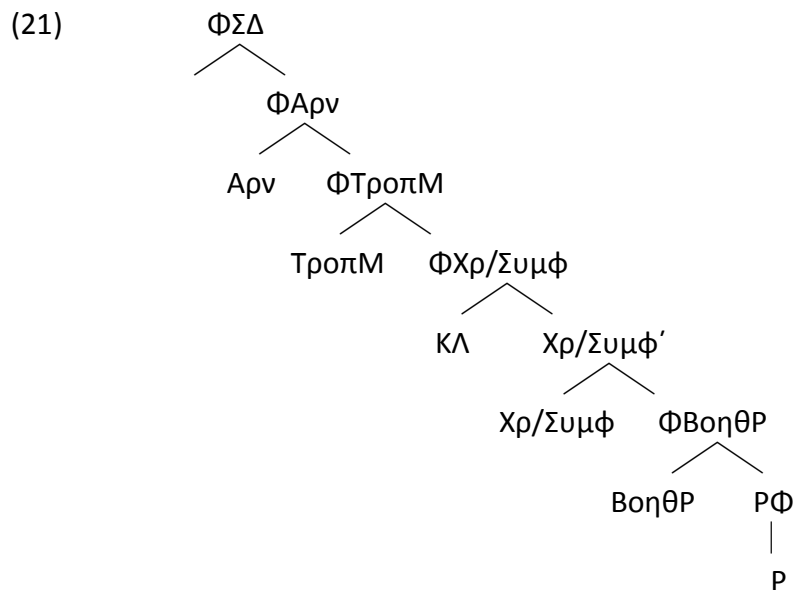 (21) ΦΣΔ
ΦΑρν
Αρν ΦΤροπΜ
ΤροπΜ ΦΧρ/Συμφ
ΚΛ Χρ/Συμφ΄
Χρ/Συμφ ΦΒοηθΡ
ΒοηθΡ ΡΦ
Ρ